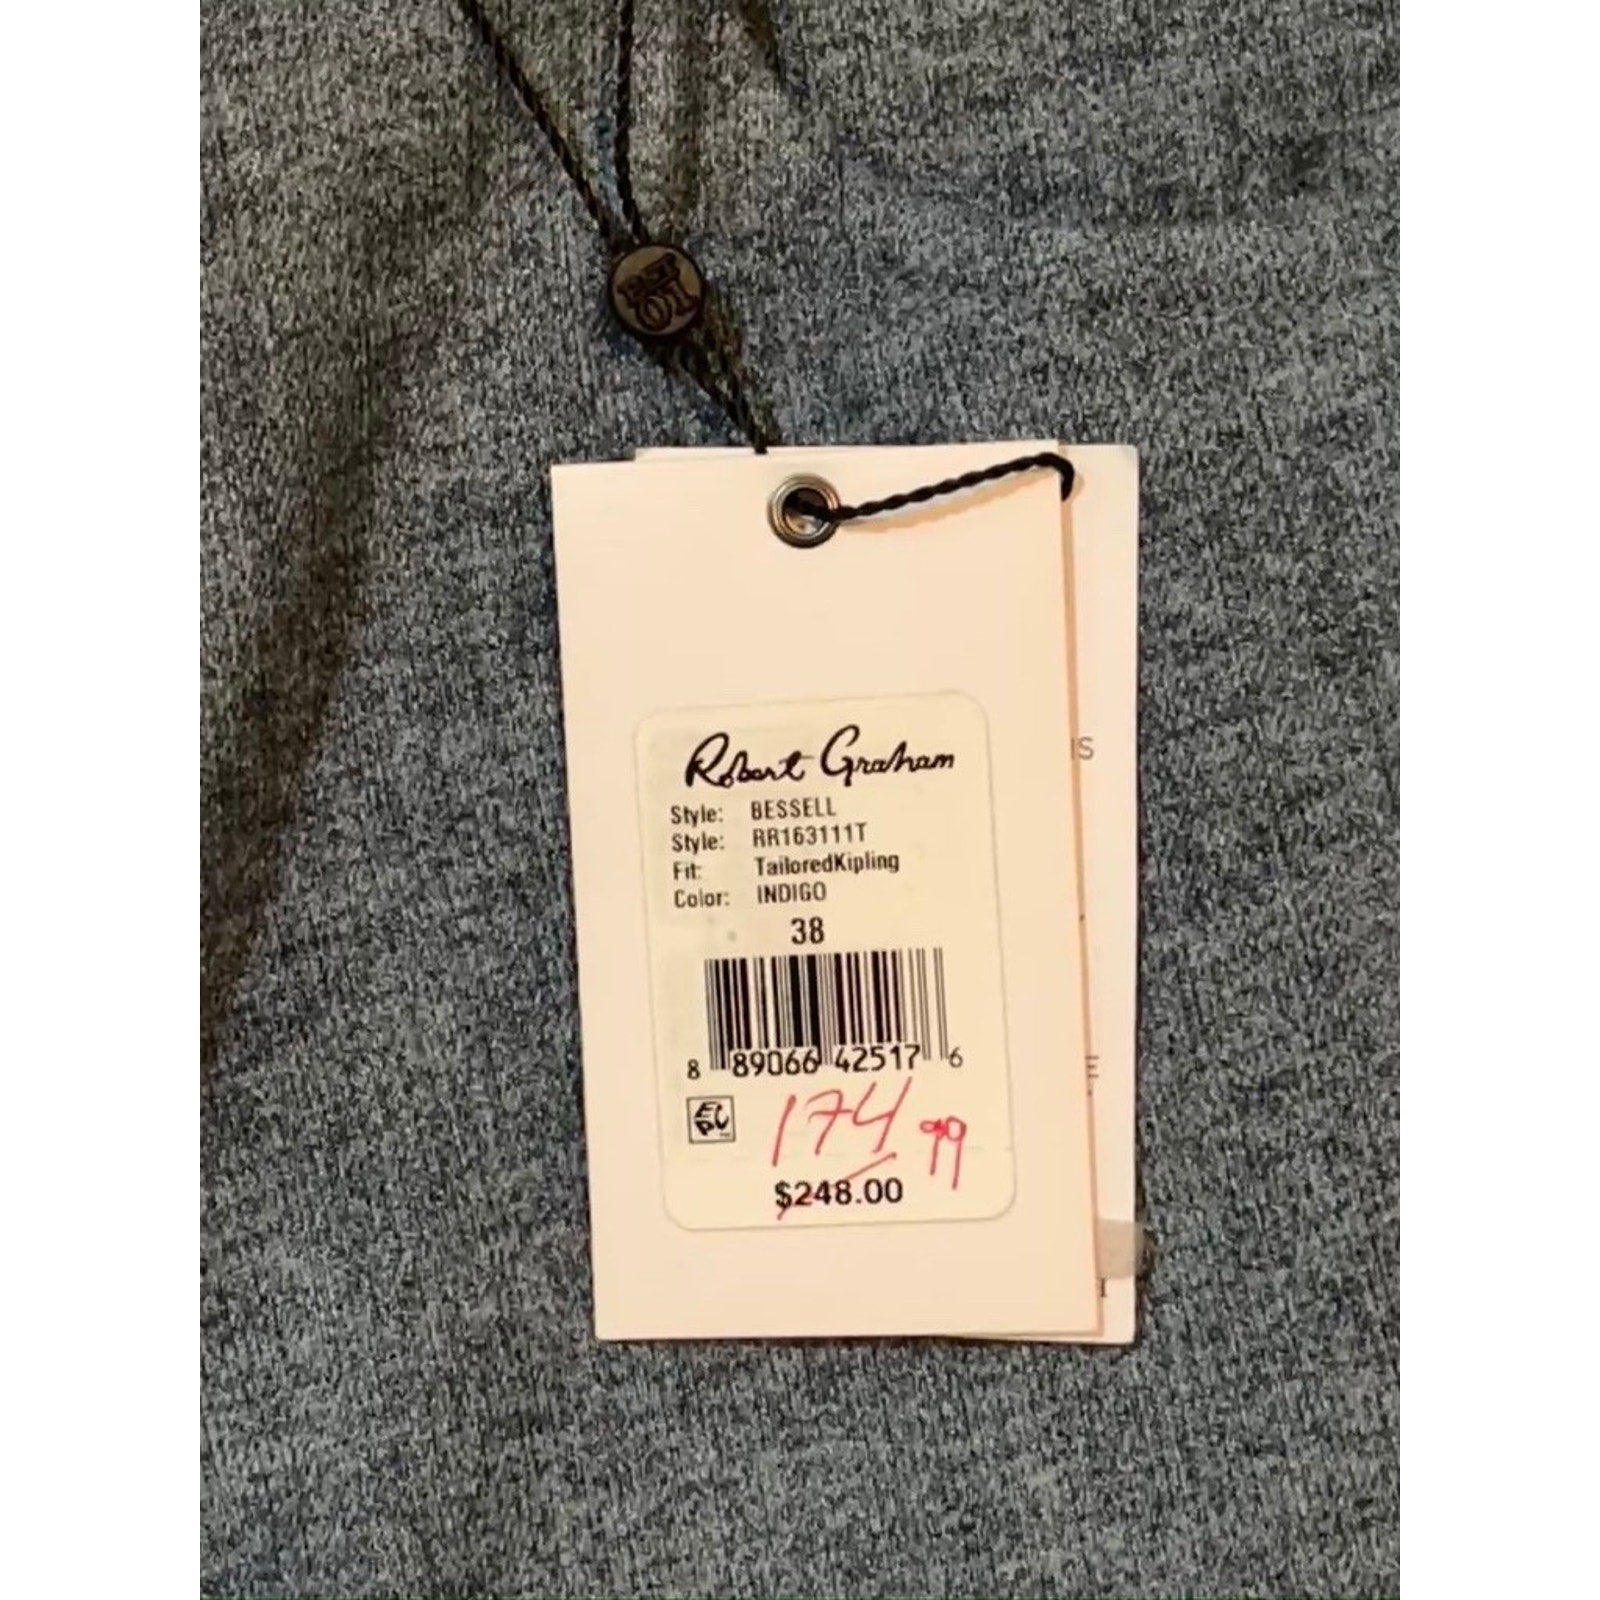 Robert Graham
Style: BESSELL
Style: RR163111T
Fit: TailoredKipling
Color: INDIGO
38
8 89066 42517 6
174 99
$248.00
IS
E